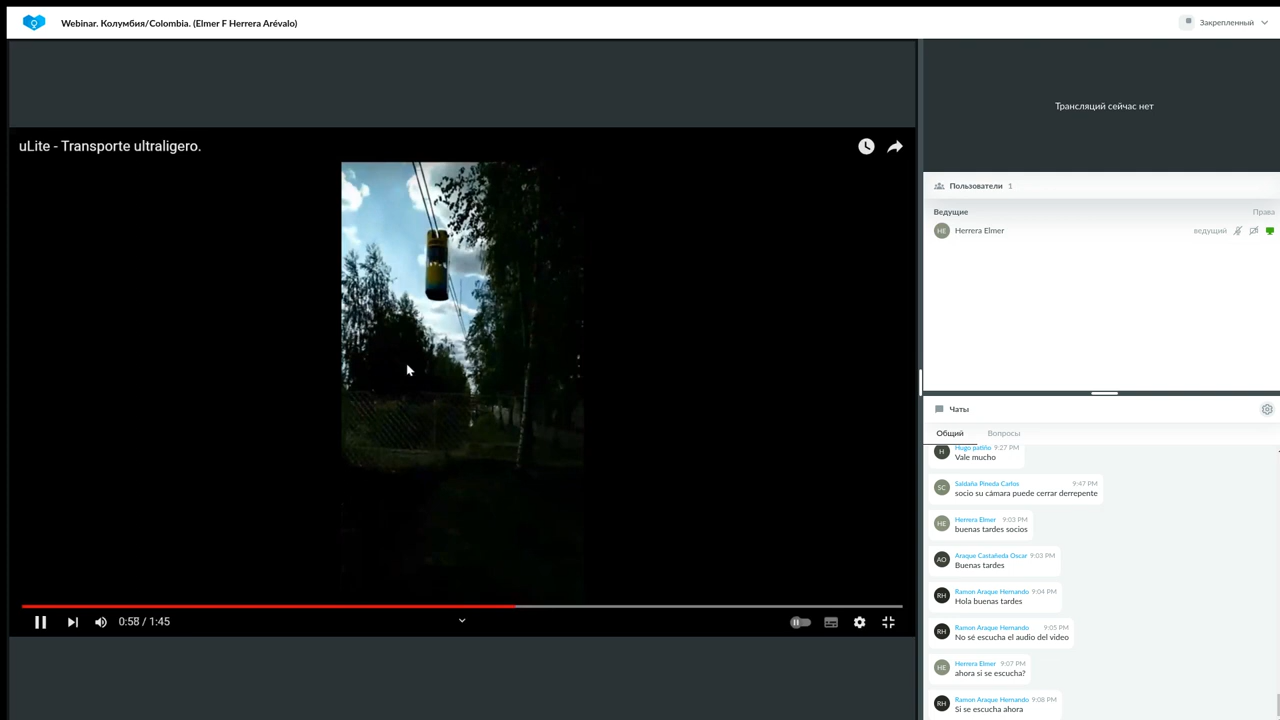 Webinar. Колумбия/Colombia. (Elmer F Herrera Arévalo)
Закрепленный
uLite - Transporte ultraligero.
0:58 / 1:45
Трансляций сейчас нет
Пользователи 1
Ведущие Права
HE Herrera Elmer ведущий
Чаты
Общий Вопросы
H Hugo patiño 9:27 PM
Vale mucho
SC Saldaña Pineda Carlos 9:47 PM
socio su cámara puede cerrar derrepente
HE Herrera Elmer 9:03 PM
buenas tardes socios
AO Araque Castañeda Oscar 9:03 PM
Buenas tardes
RH Ramon Araque Hernando 9:04 PM
Hola buenas tardes
RH Ramon Araque Hernando 9:05 PM
No sé escucha el audio del video
HE Herrera Elmer 9:07 PM
ahora si se escucha?
RH Ramon Araque Hernando 9:08 PM
Si se escucha ahora